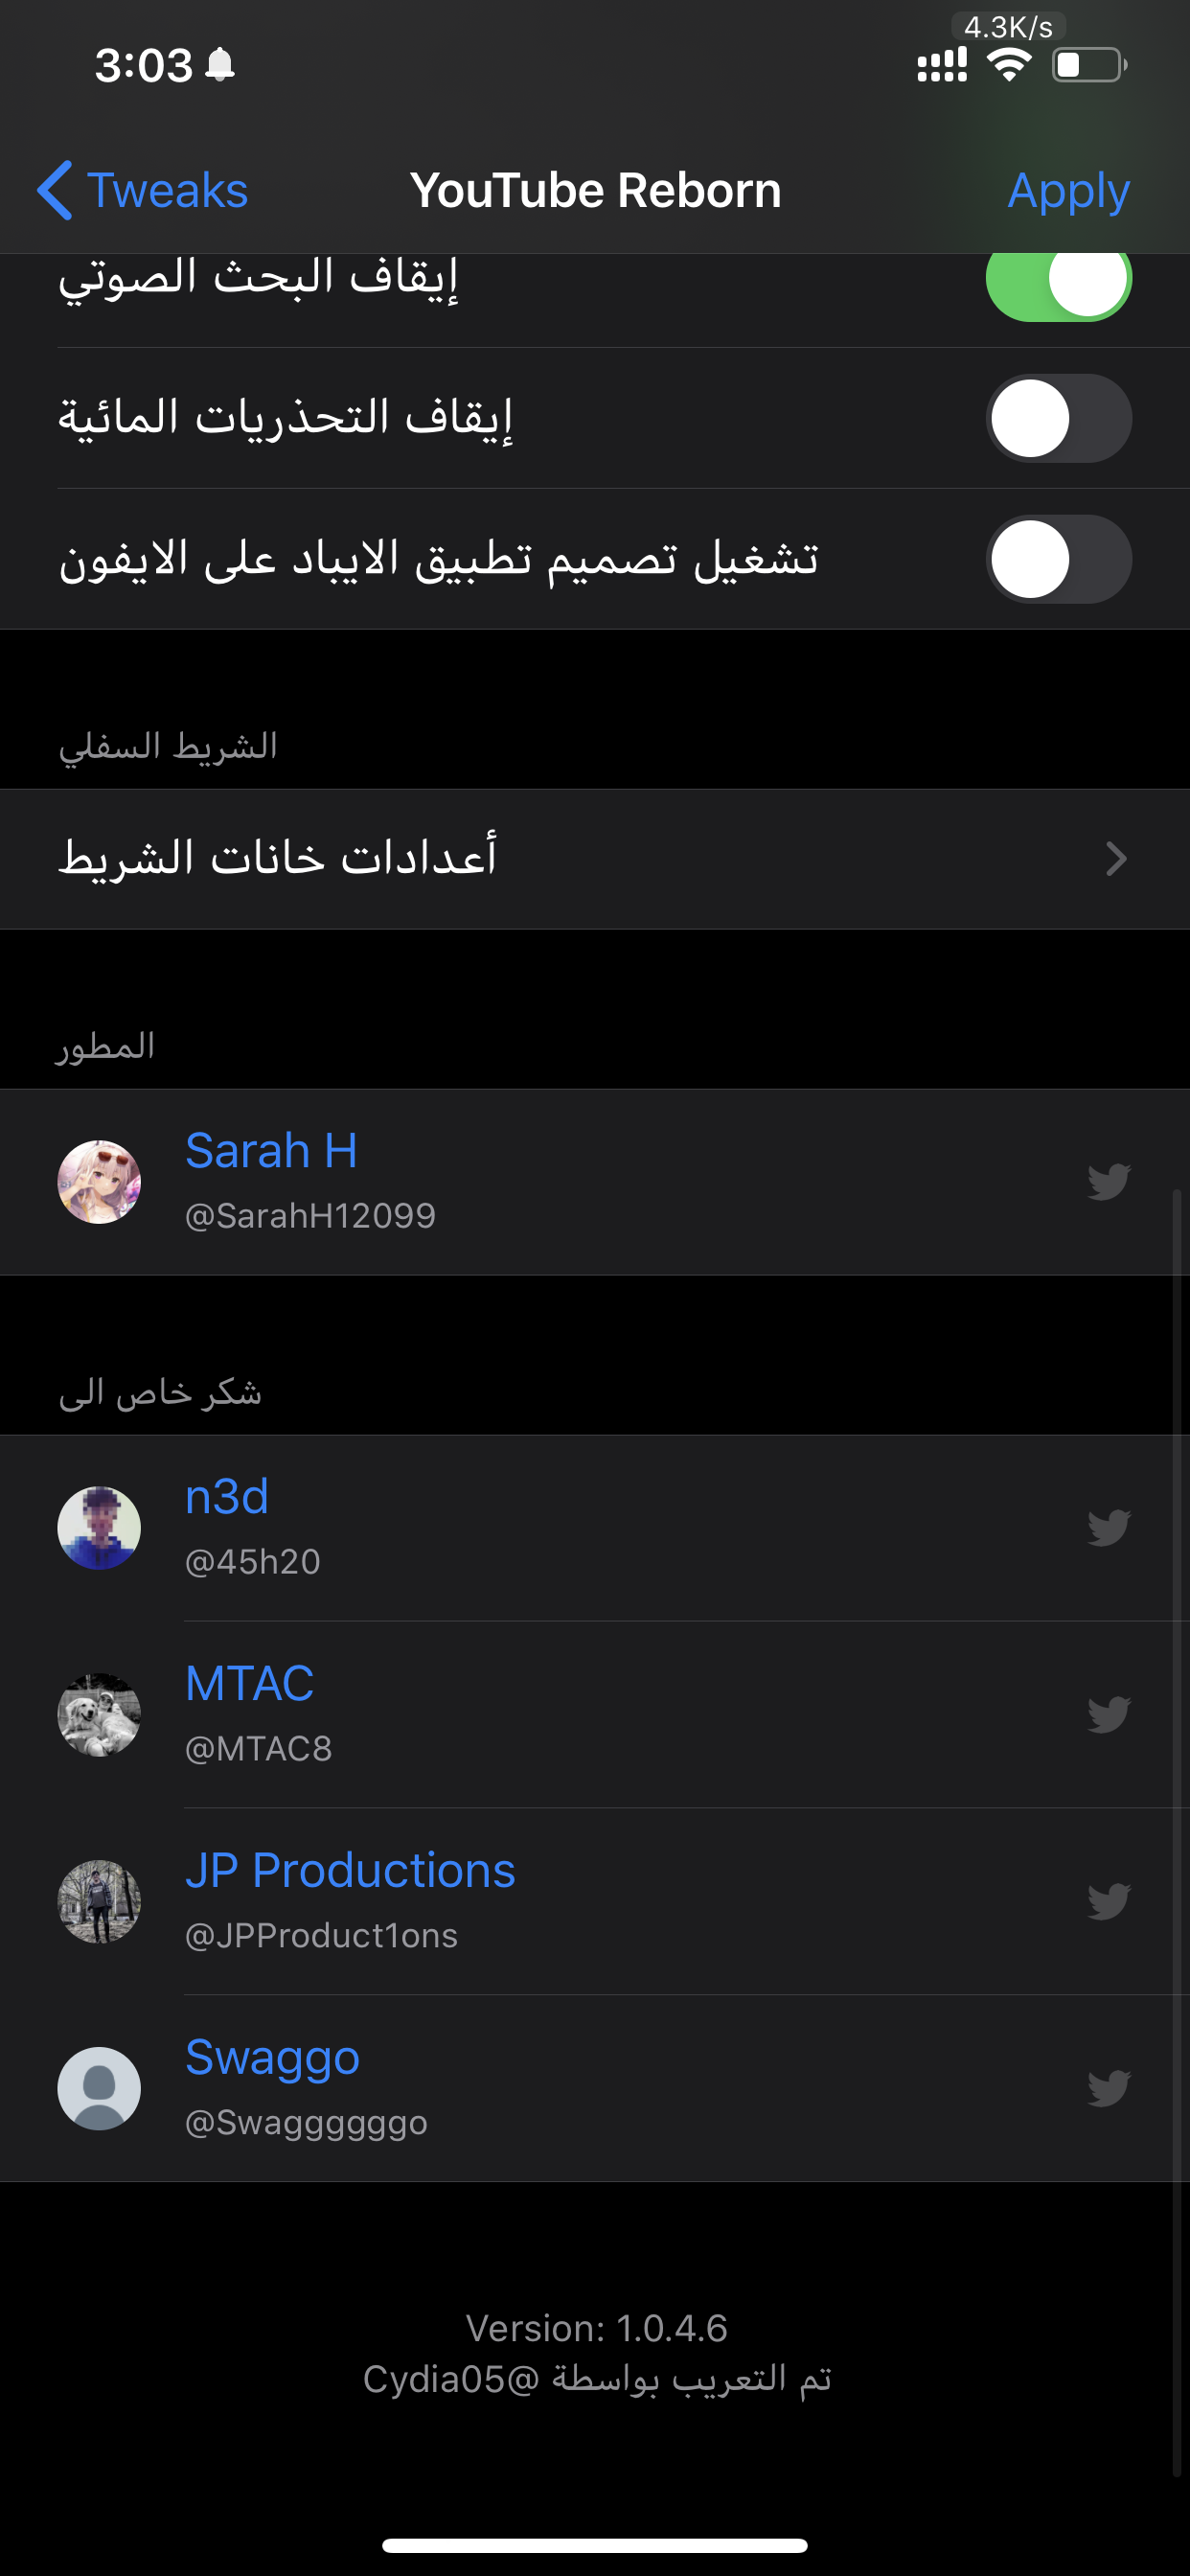 4.3K/s
3:03
Tweaks
YouTube Reborn
Apply
إيقاف البحث الصوتي
إيقاف التحذريات المائية
تشغيل تصميم تطبيق الايباد على الايفون
الشريط السفلي
أعدادات خانات الشريط
المطور
Sarah H
@SarahH12099
شكر خاص الى
n3d
@45h20
MTAC
@MTAC8
JP Productions
@JPProduct1ons
Swaggo
@Swaggggggo
Version: 1.0.4.6
تم التعريب بواسطة @Cydia05